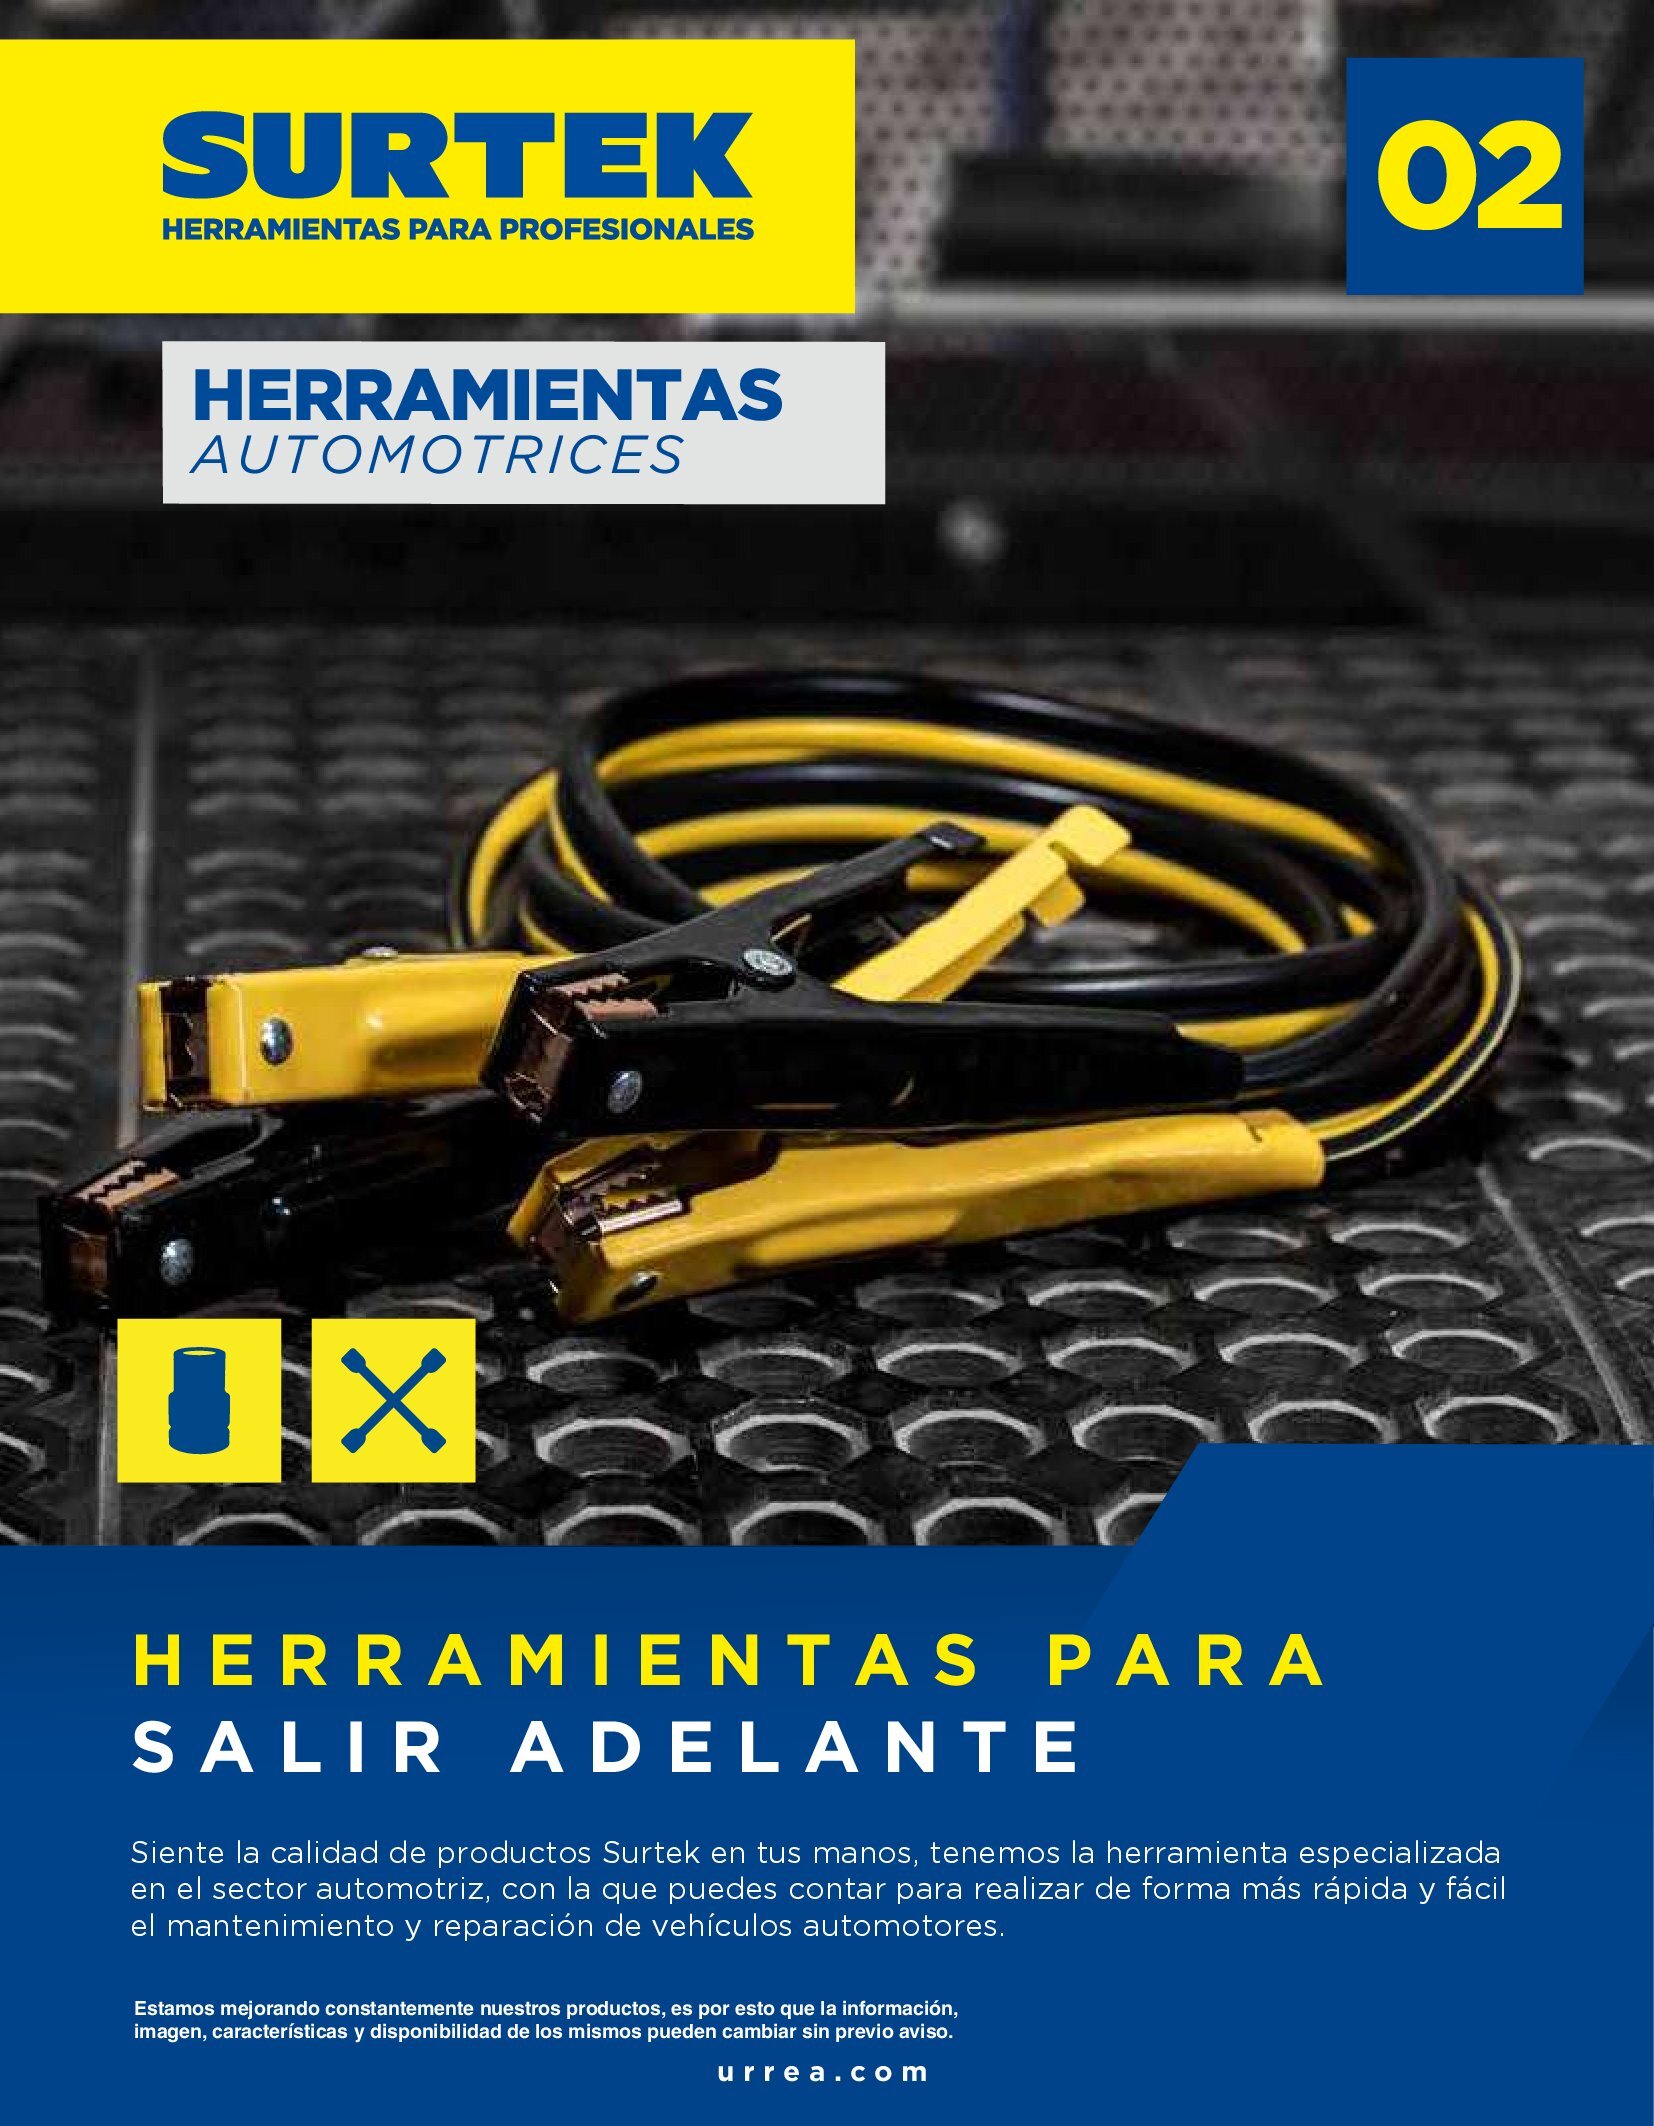 SURTEK
HERRAMIENTAS PARA PROFESIONALES
02
HERRAMIENTAS
AUTOMOTRICES
HERRAMIENTAS PARA
SALIR ADELANTE
Siente la calidad de productos Surtek en tus manos, tenemos la herramienta especializada
en el sector automotriz, con la que puedes contar para realizar de forma más rápida y fácil
el mantenimiento y reparación de vehículos automotores.
Estamos mejorando constantemente nuestros productos, es por esto que la información,
imagen, características y disponibilidad de los mismos pueden cambiar sin previo aviso.
urrea.com